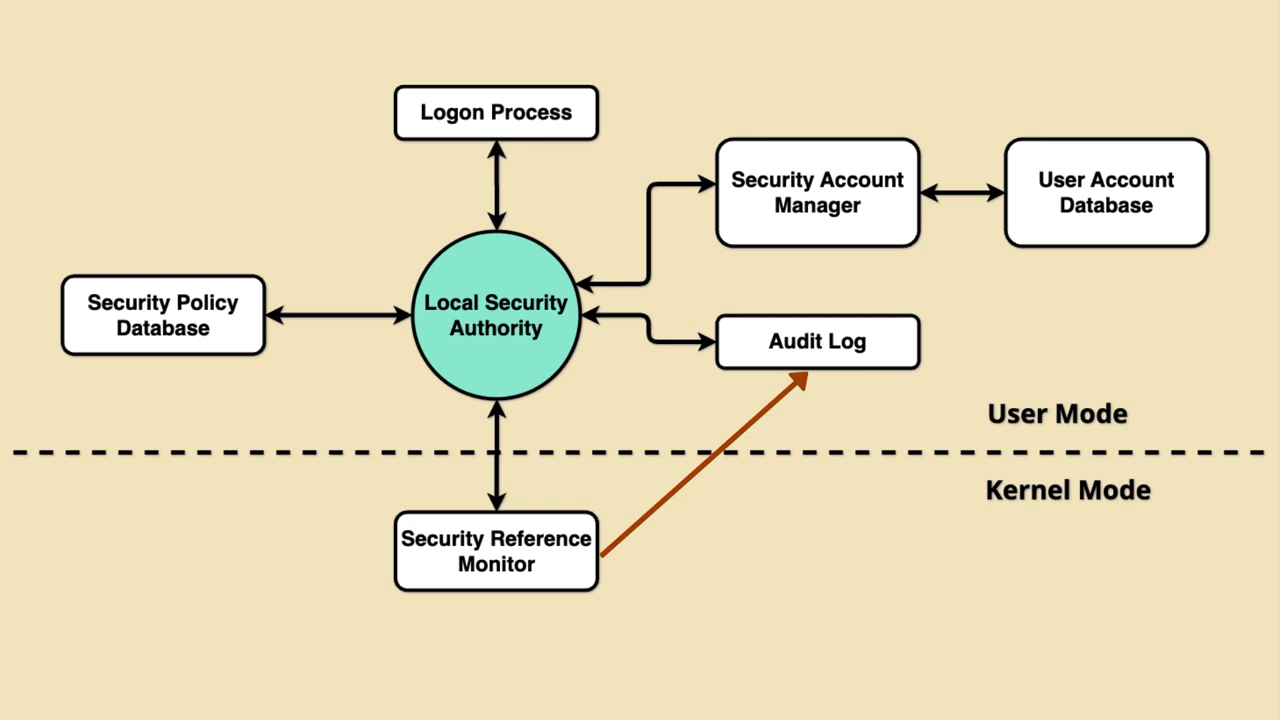 Logon Process
Security Account
Manager
User Account
Database
Security Policy
Database
Local Security
Authority
Audit Log
User Mode
Kernel Mode
Security Reference
Monitor